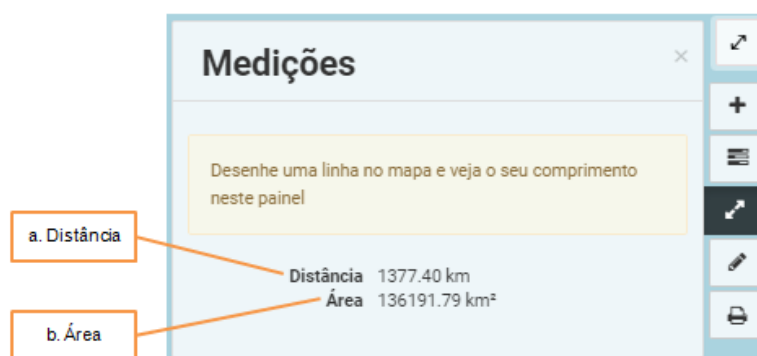 Medições
×
Desenhe uma linha no mapa e veja o seu comprimento
neste painel
a. Distância
Distância 1377.40 km
Área 136191.79 km²
b. Área